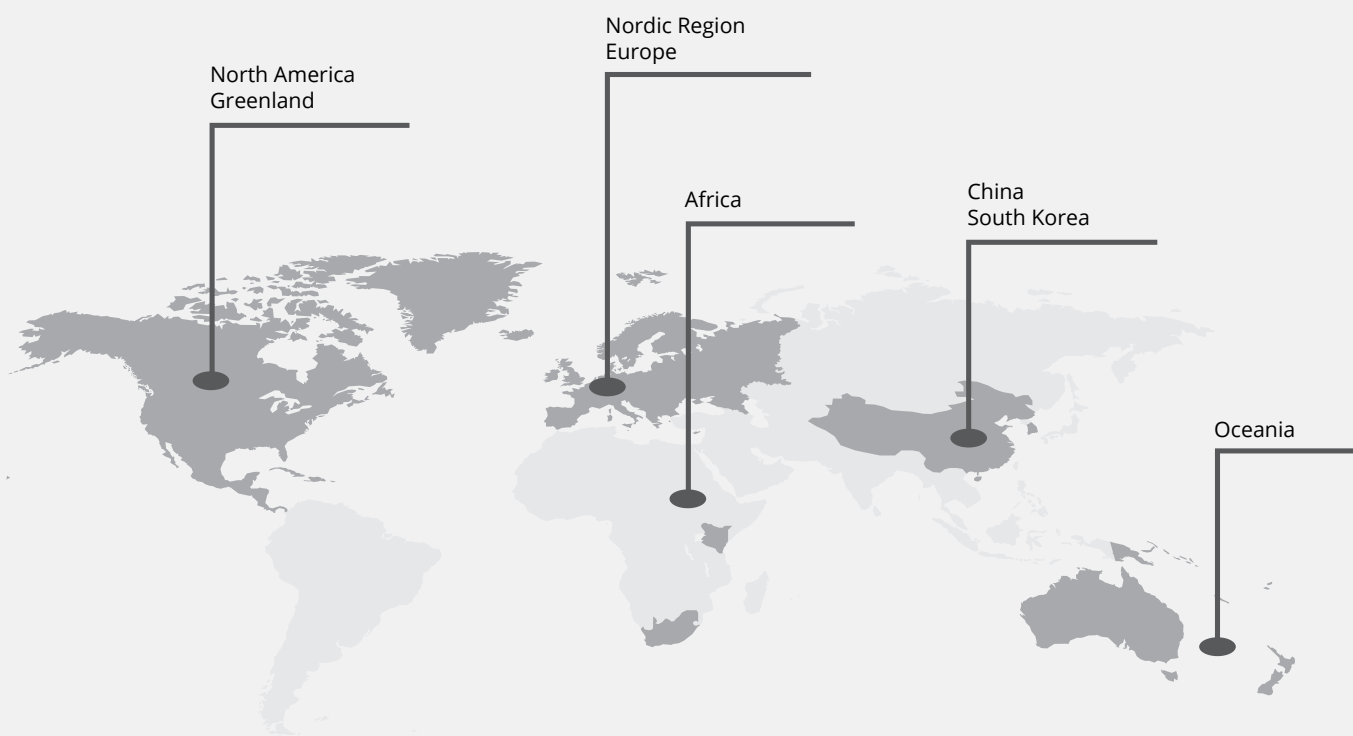 North America
Greenland
Nordic Region
Europe
Africa
China
South Korea
Oceania